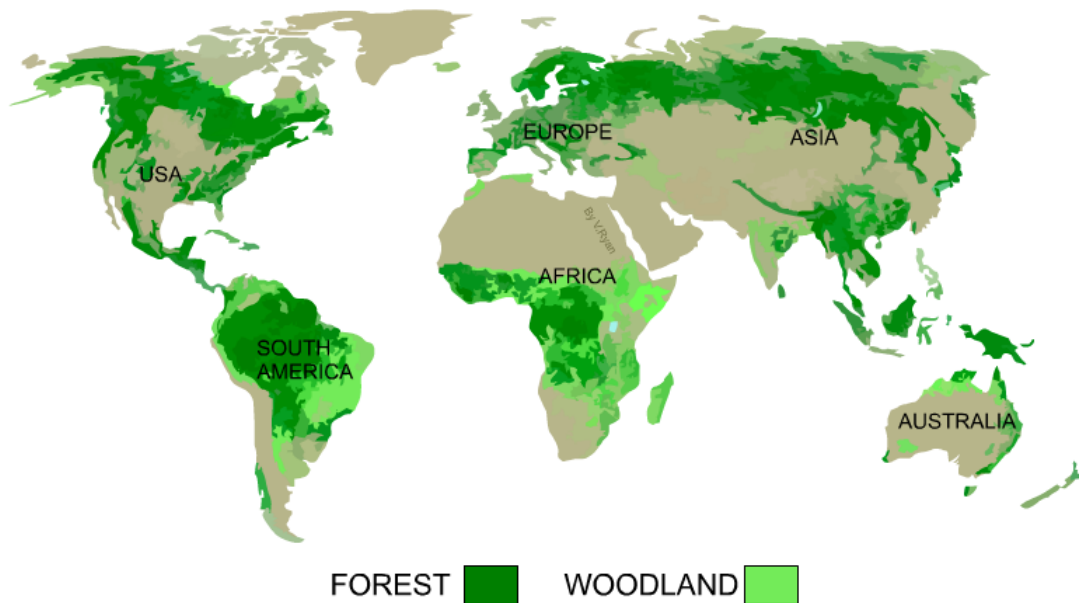 USA
EUROPE
ASIA
By V.Ryan
AFRICA
SOUTH
AMERICA
AUSTRALIA
FOREST
WOODLAND